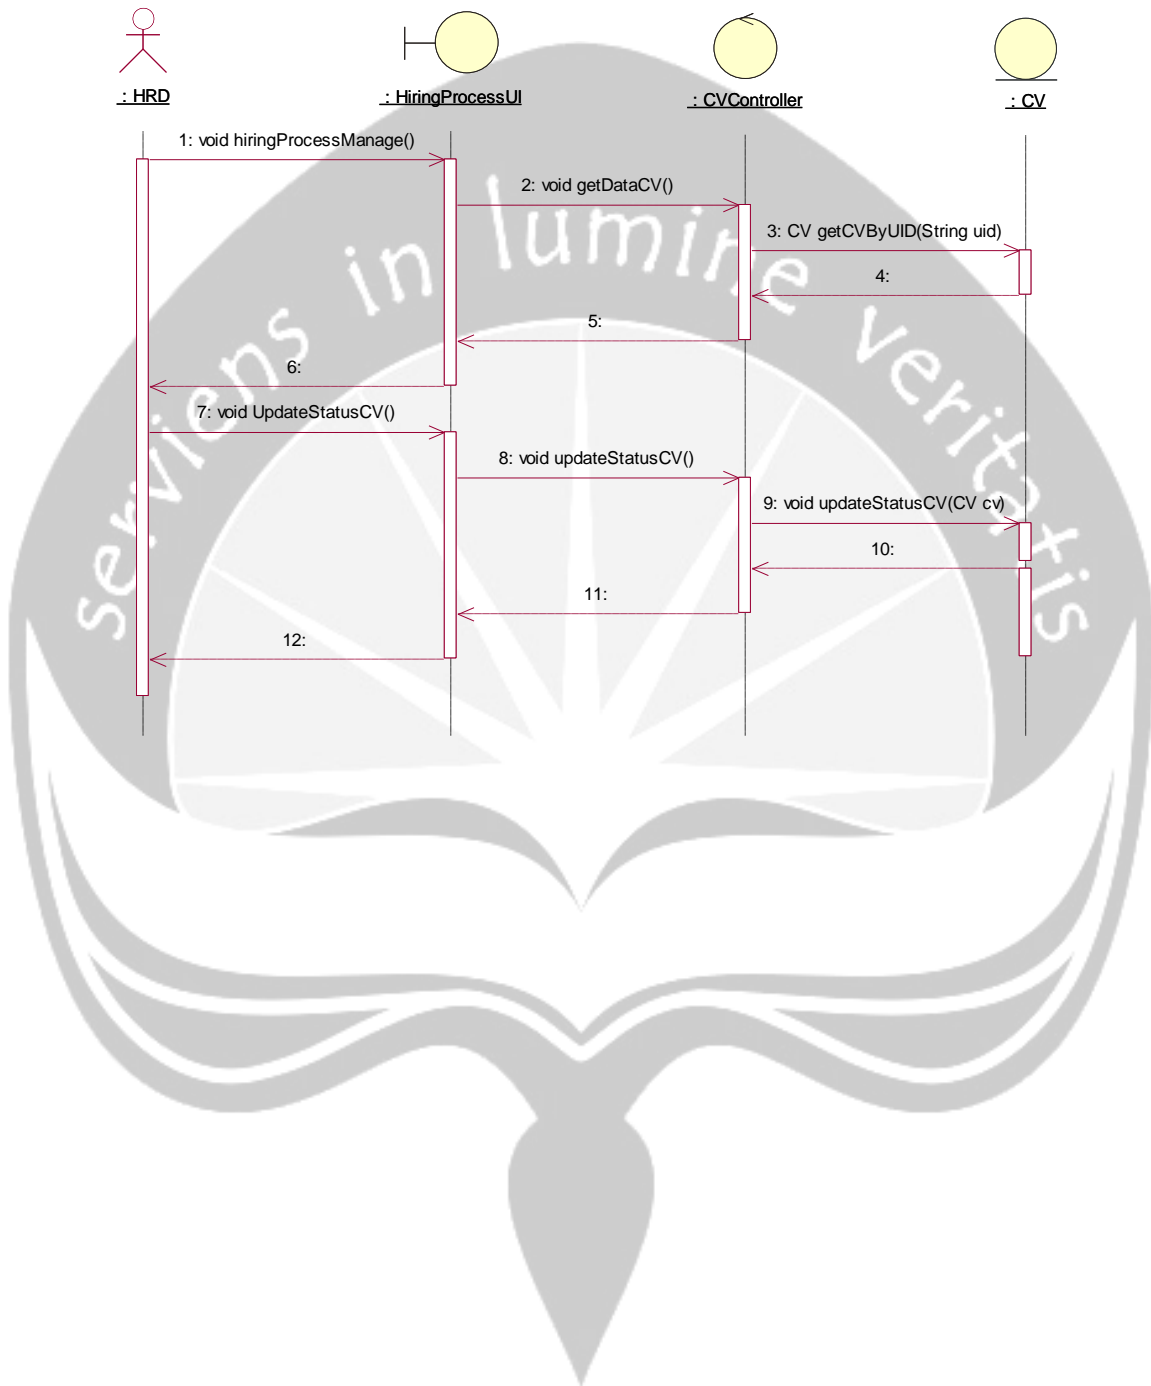 : HRD
: HiringProcessUI
: CVController
: CV
1: void hiringProcessManage()
2: void getDataCV()
3: CV getCVByUID(String uid)
4:
5:
6:
7: void UpdateStatusCV()
8: void updateStatusCV()
9: void updateStatusCV(CV cv)
10:
11:
12:
serviens in lumine veritatis